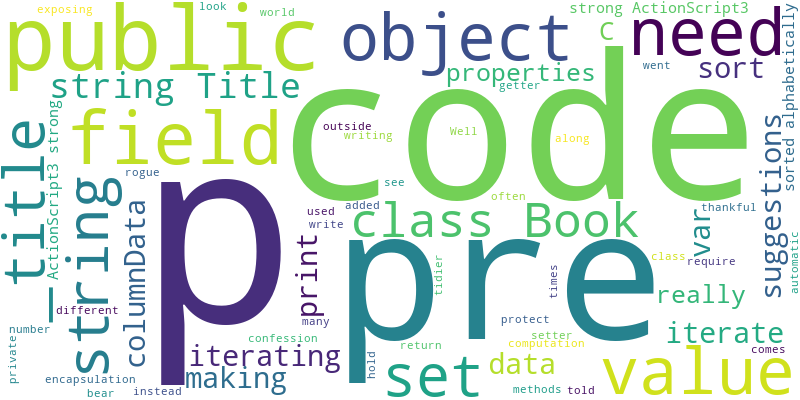 exposing
look
world
strong ActionScript3
public
object
need
C
went
sort
properties
string Title
getter
code
field
outside
writing
Well
along
sorted alphabetically
suggestions
_title
ActionScript3 strong
string
rogue
p
see
often
added
used
write
class Book
var
thankful
columnData
print
pre
tidier
class
require
automatic
times
really
different
many
number
private
confession
iterating
return
hold
protect
setter
computation
iterate
comes
data
value
encapsulation
bear
making
instead
set
methods
told